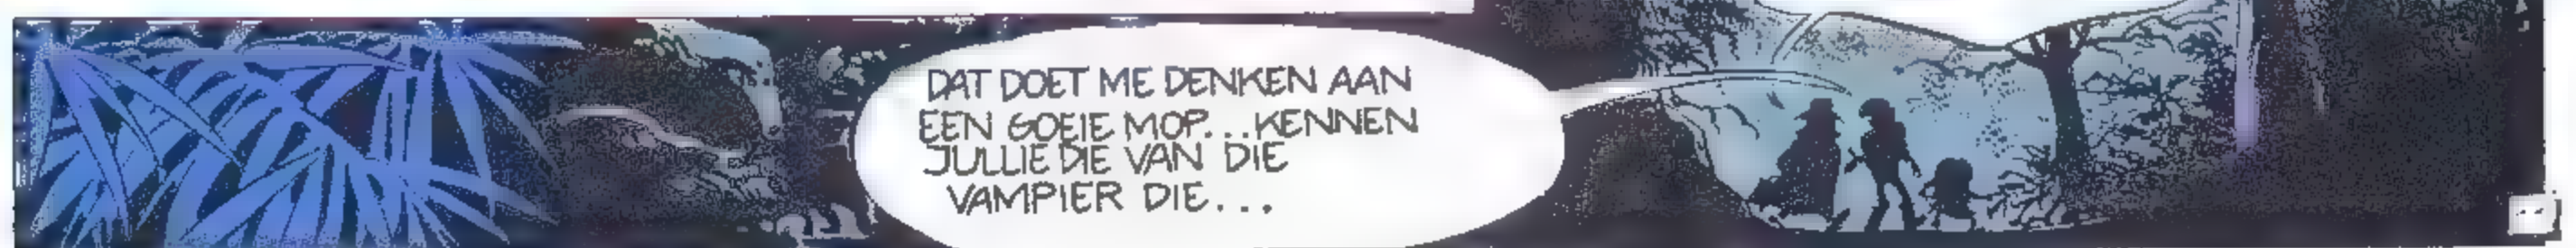 DAT DOET ME DENKEN AAN
EEN GOEIE MOP...KENNEN
JULLIE DIE VAN DIE
VAMPIER DIE...